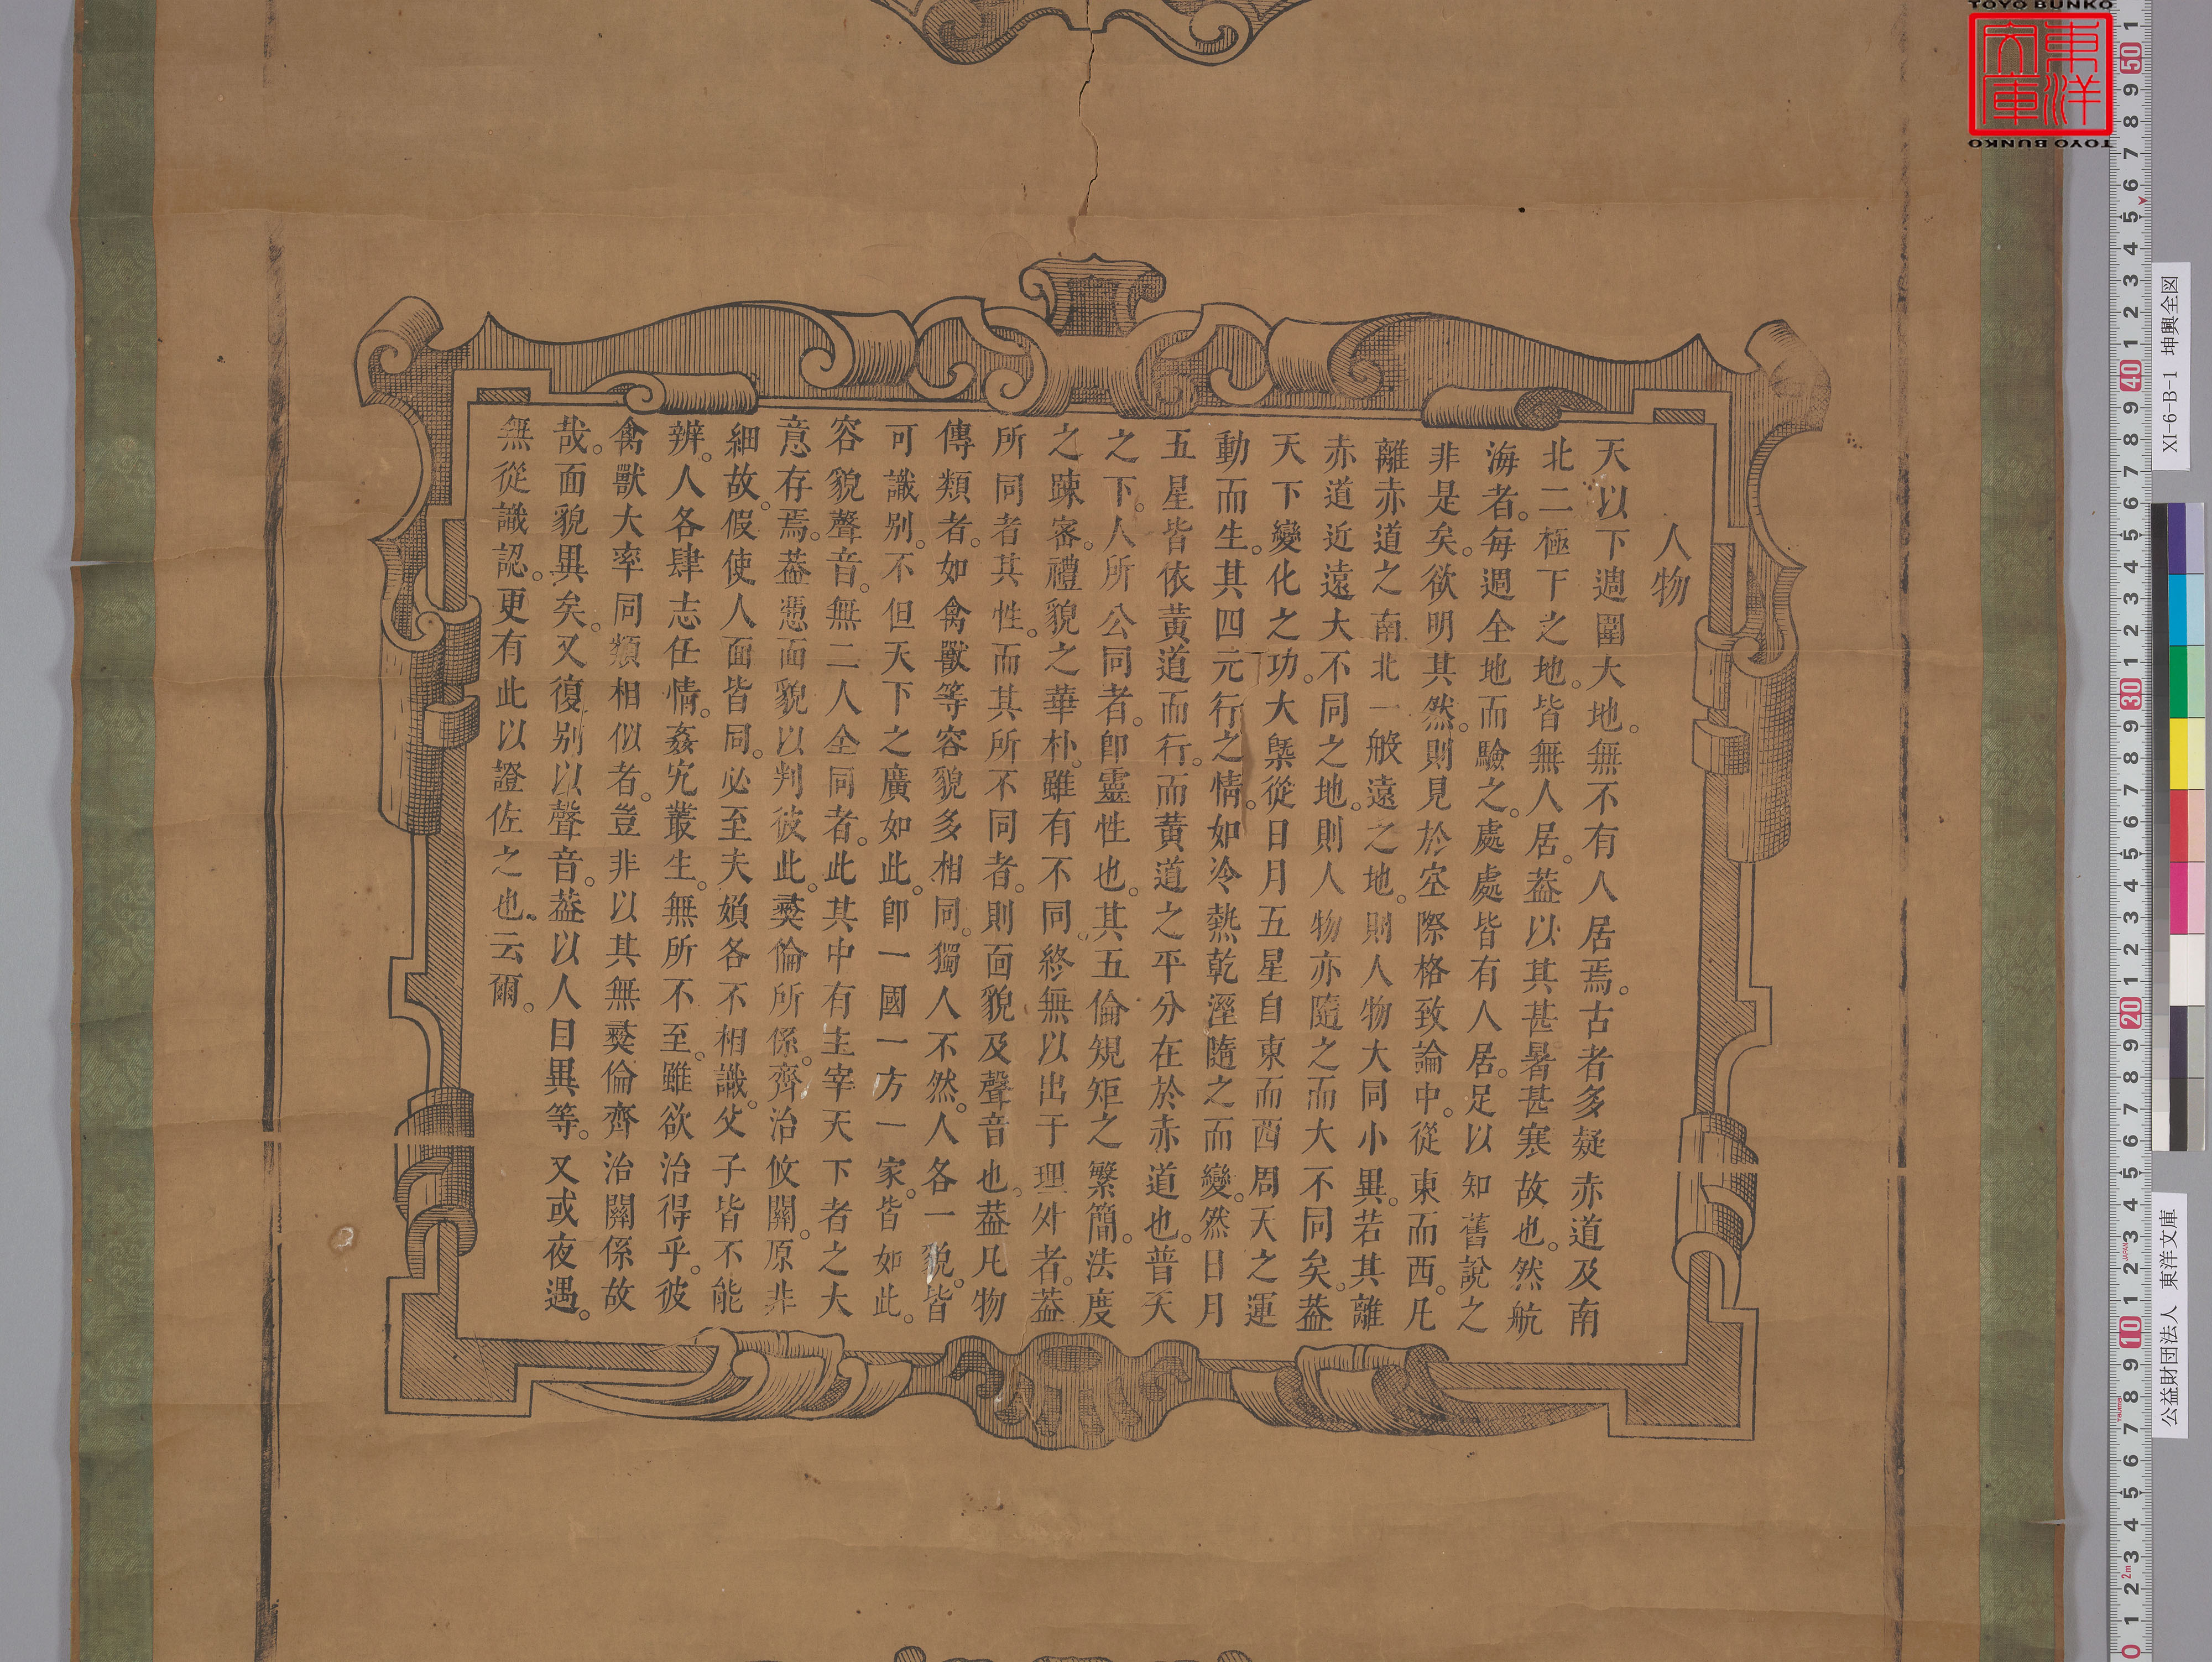 人物
天以下週圍大地。無不有人居焉。古者多疑赤道及南
北二極下之地。皆無人居。葢以其甚暑甚寒故也。然航
海者。每週全地而驗之。處處皆有人居。足以知舊說之
非是矣。欲明其然。則見於空際格致論中。從東而西。凡
離赤道之南北一般遠之地。則人物大同小異。若其離
赤道近遠大不同之地。則人物亦隨之而大不同矣。葢
天下變化之功。大槩從日月五星自東而西周天之運
動而生。其四元行之情。如冷熱乾溼隨之而變。然日月
五星皆依黄道而行。而黄道之平分在於赤道也。普天
之下。人所公同者。卽靈性也。其五倫規矩之繁簡。法度
之踈審。禮貌之華朴。雖有不同。終無以出于理外者。葢
所同者其性。而其所不同者。則面貌及聲音也。葢凡物
傳類者。如禽獸等容貌多相同。獨人不然。人各一貌。皆
可識别。不但天下之廣如此。卽一國一方一家。皆如此。
容貌聲音。無二人全同者。此其中有主宰天下者之大
意存焉。葢慿面貌以判彼此。彛倫所係。齊治攸關。原非
細故。假使人面皆同。必至夫婦各不相識。父子皆不能
辨。人各肆志任情。姦宄叢生。無所不至。雖欲治得乎。彼
禽獸大率同類相似者。豈非以其無彛倫齊治關係故
哉。面貌異矣。又復别以聲音。葢以人目異等。又或夜遇。
無從識認。更有此以證佐之也。云爾。
TOYO BUNKO
東洋文庫
TOYO BUNKO
XI-6-B-1 坤輿全図
公益財団法人 東洋文庫